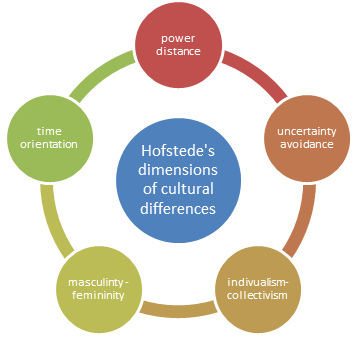 power
distance
uncertainty
avoidance
indivualism-
collectivism
masculinty-
femininity
time
orientation
Hofstede's
dimensions
of cultural
differences